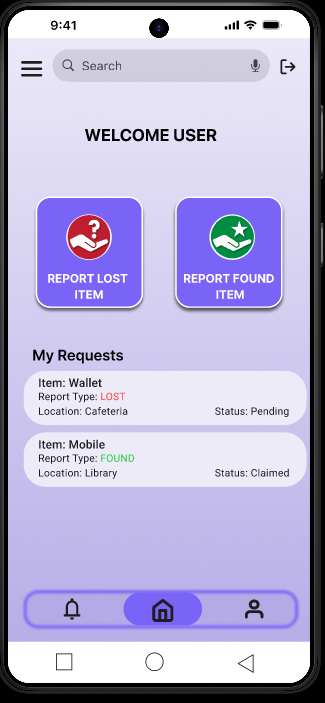 9:41
Search
WELCOME USER
?
REPORT LOST
ITEM
REPORT FOUND
ITEM
My Requests
Item: Wallet
Report Type: LOST
Location: Cafeteria
Status: Pending
Item: Mobile
Report Type: FOUND
Location: Library
Status: Claimed